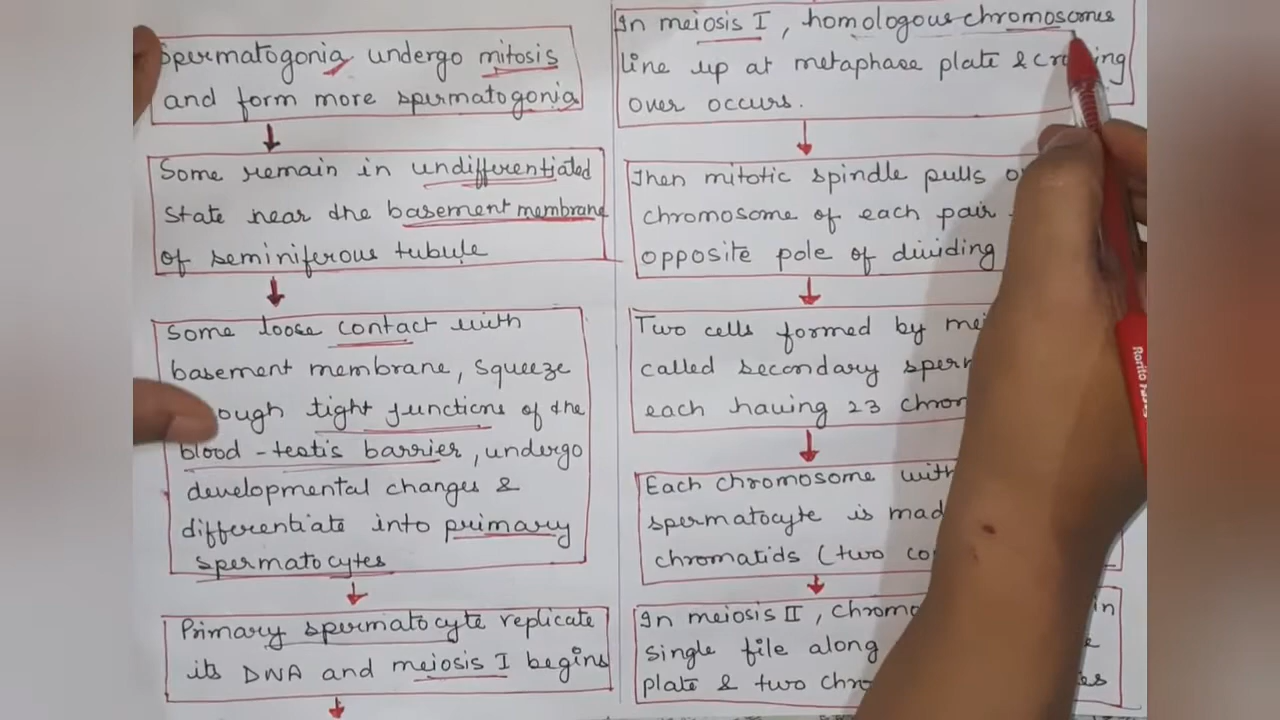 Spermatogonia undergo mitosis
and form more spermatogonia
Some remain in undifferentiated
state near the basement membrane
of seminiferous tubule
Some loose contact with
basement membrane, squeeze
tight junctions of the
blood-testis barrier, undergo
developmental changes &
differentiate into primary
spermatocytes
Primary spermatocyte replicate
its DNA and meiosis I begins
In meiosis I, homologous chromosomes
line up at metaphase plate &
over occurs.
Then mitotic spindle pulls
chromosome of each pair
opposite pole of dividing
Two cells formed by
called secondary
each having 23
Each chromosome
spermatocyte is
chromatids (two
In meiosis II,
single file along
plate & two